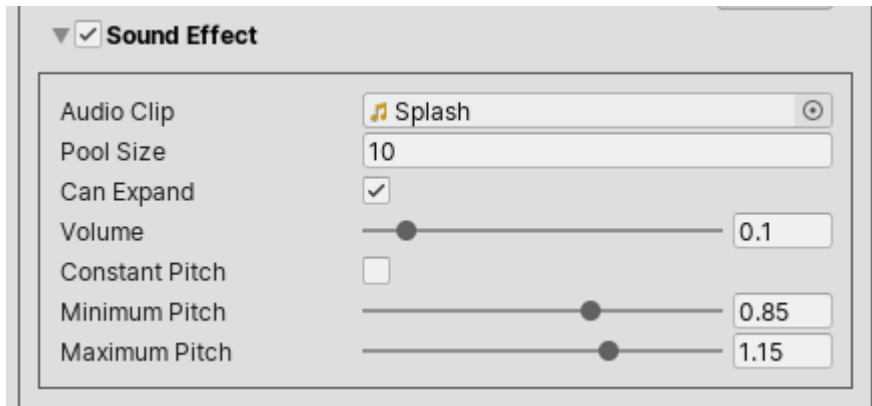 Sound Effect
Audio Clip Splash
Pool Size 10
Can Expand
Volume 0.1
Constant Pitch
Minimum Pitch 0.85
Maximum Pitch 1.15